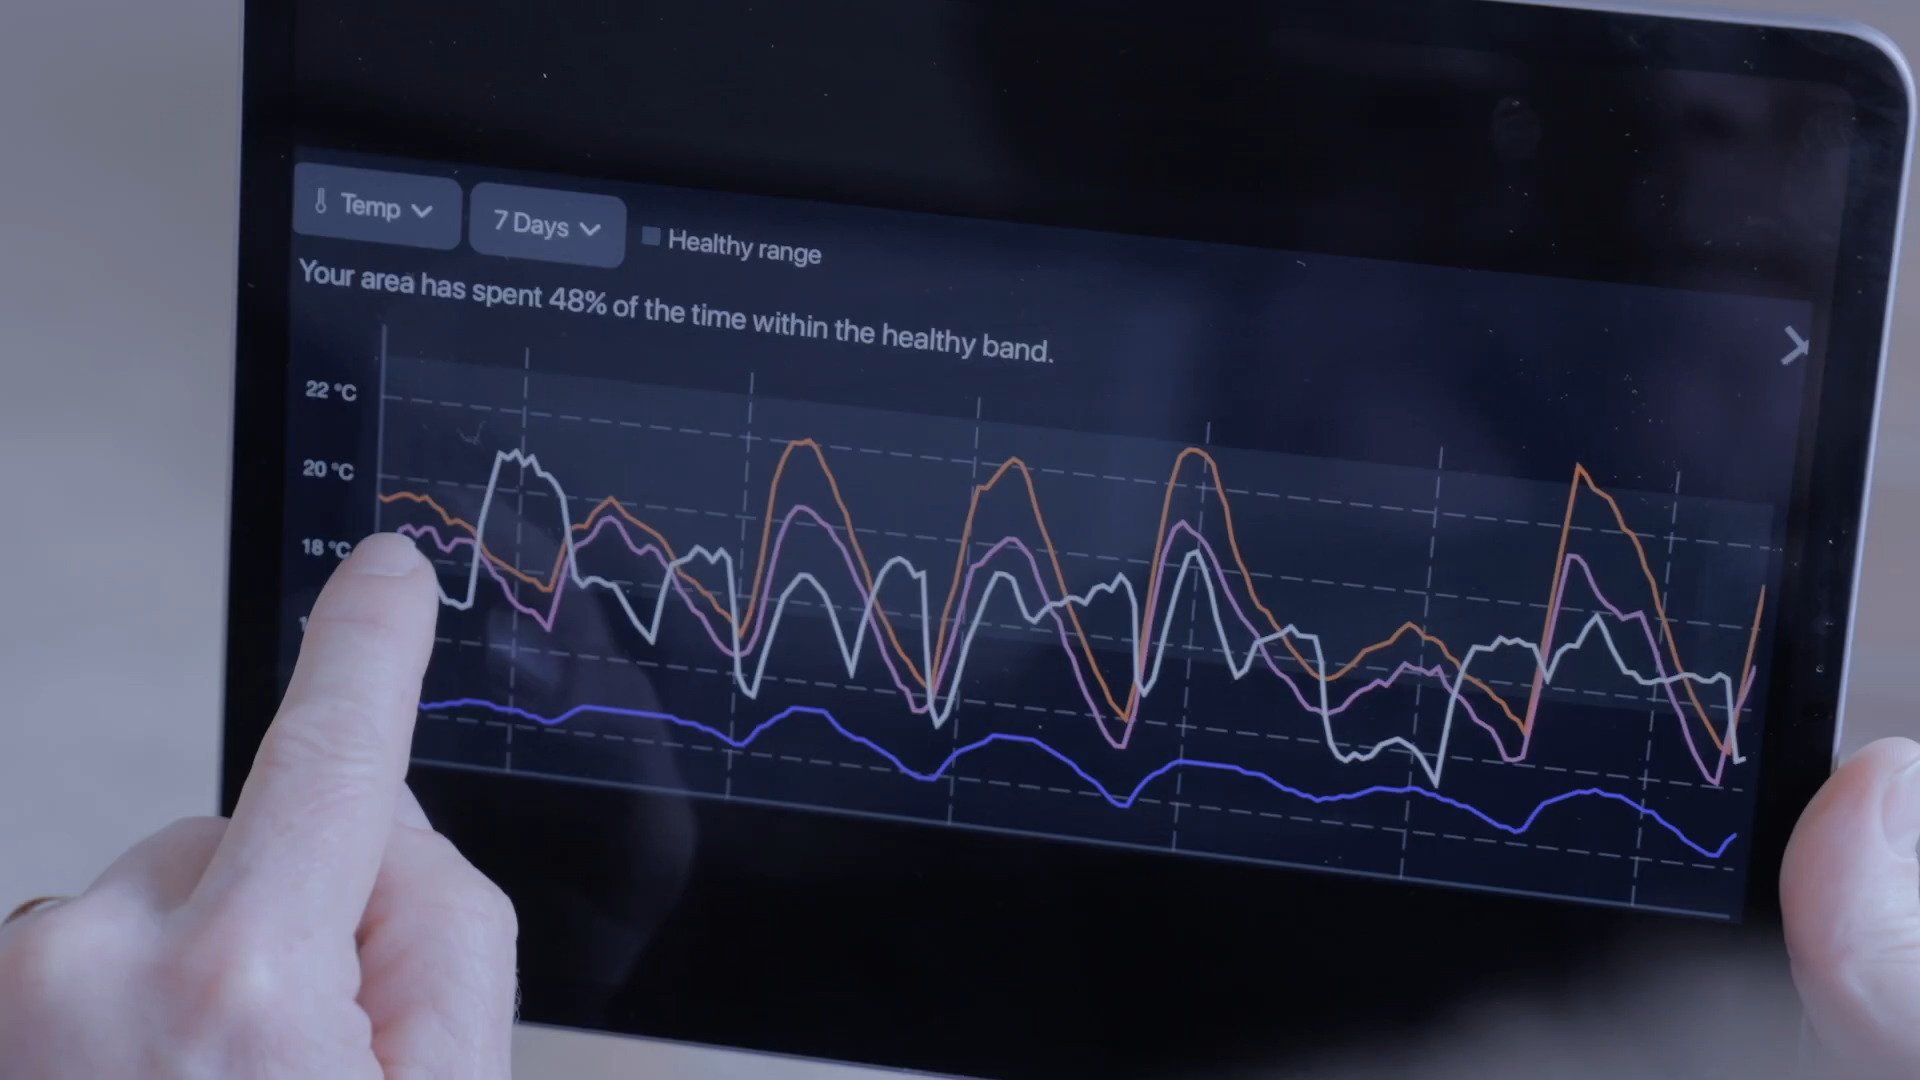 Temp
7 Days
Healthy range
Your area has spent 48% of the time within the healthy band.
22 °C
20 °C
18 °C